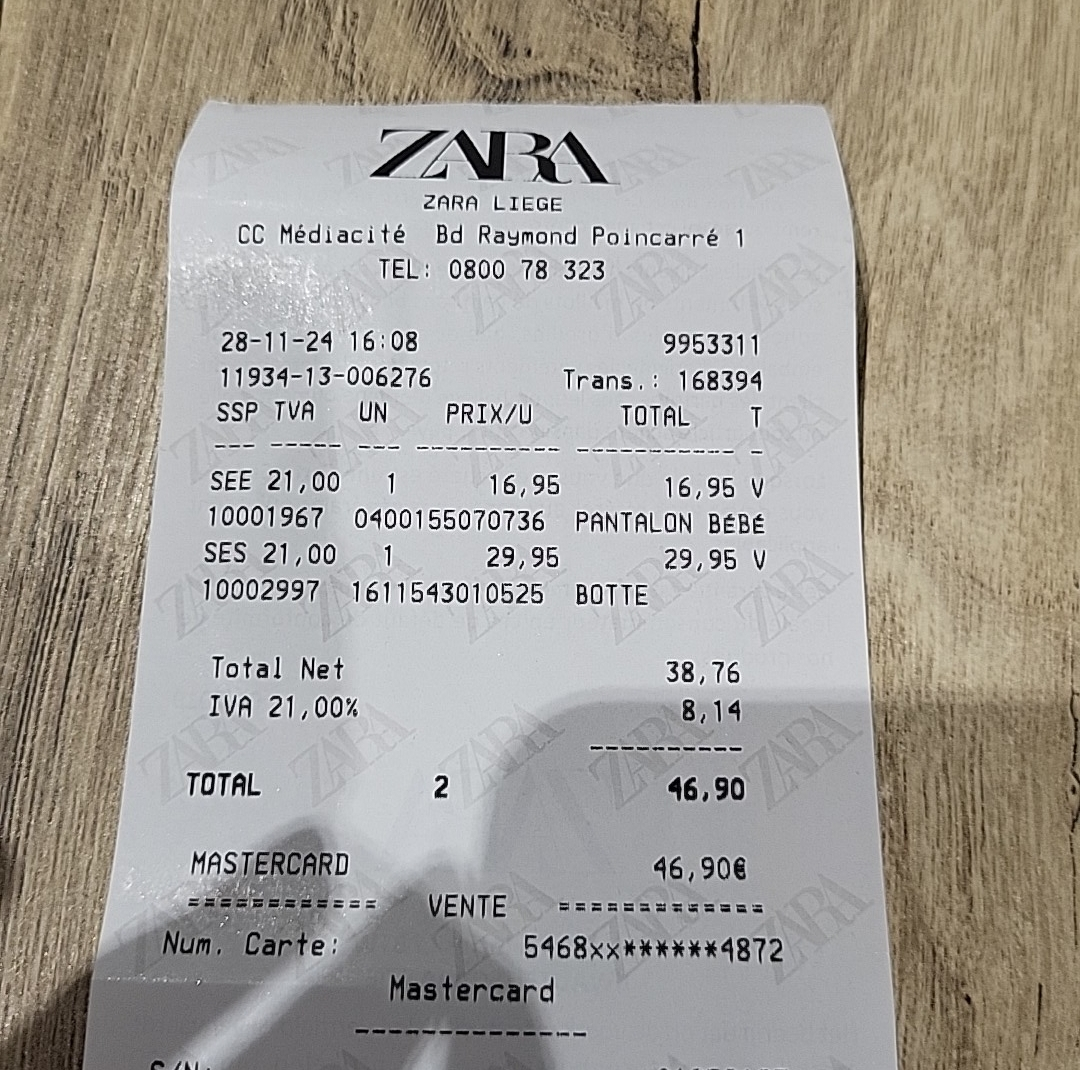 ZARA
ZARA LIEGE
CC Médiacité Bd Raymond Poincarré 1
TEL: 0800 78 323
28-11-24 16:08 9953311
11934-13-006276 Trans.: 168394
SSP TVA UN PRIX/U TOTAL T
--- ----- --- ---------- ----------- -
SEE 21,00 1 16,95 16,95 V
10001967 0400155070736 PANTALON BÉBÉ
SES 21,00 1 29,95 29,95 V
10002997 1611543010525 BOTTE
Total Net 38,76
IVA 21,00% 8,14
----------
TOTAL 2 46,90
MASTERCARD 46,90€
============ VENTE =============
Num. Carte: 5468xx******4872
Mastercard
--------------